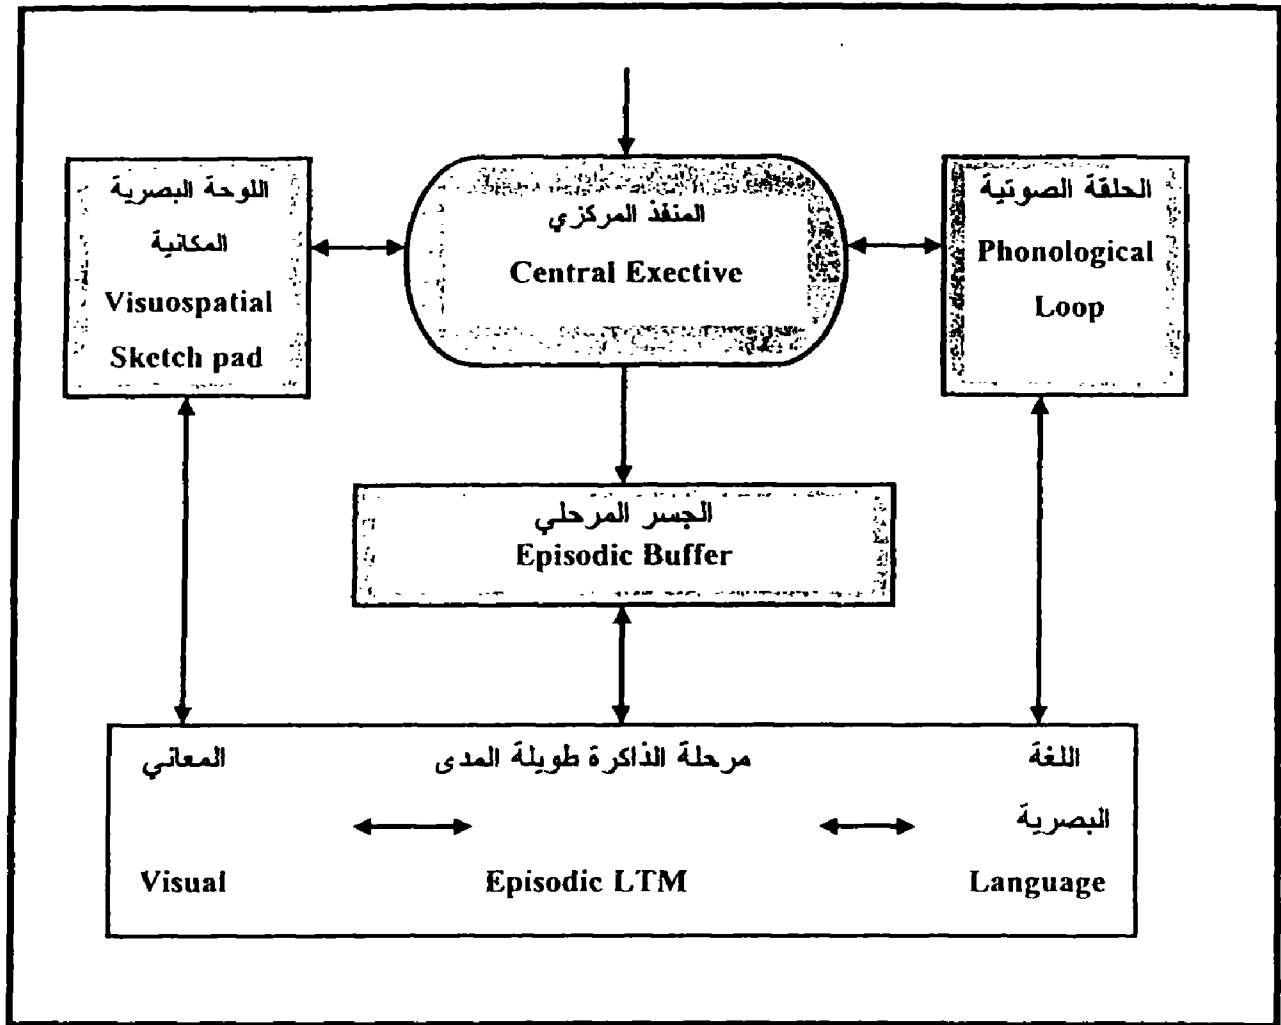 اللوحة البصرية
المكانية
Visuospatial
Sketch pad
المنفذ المركزي
Central Exective
الحلقة الصوتية
Phonological
Loop
الجسر المرحلي
Episodic Buffer
المعاني
مرحلة الذاكرة طويلة المدى
اللغة
البصرية
Visual
Episodic LTM
Language